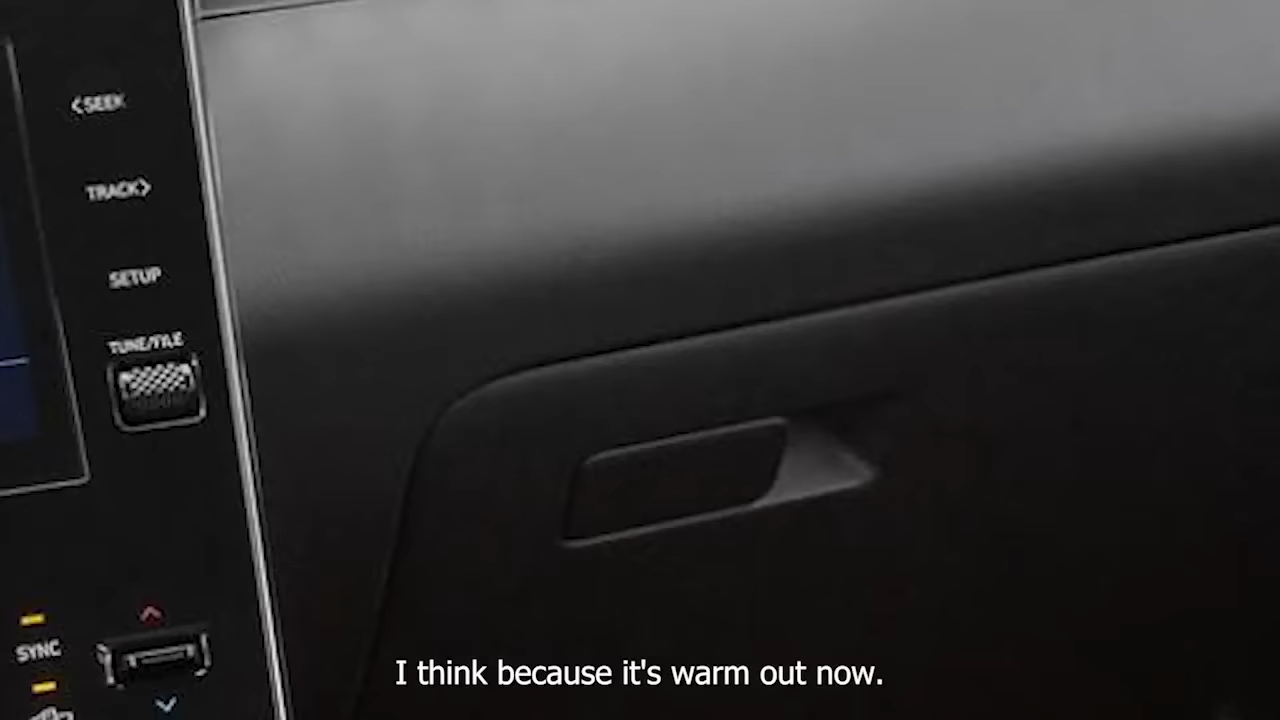 <SEEK
TRACK>
SETUP
TUNE/FILE
SYNC
I think because it's warm out now.